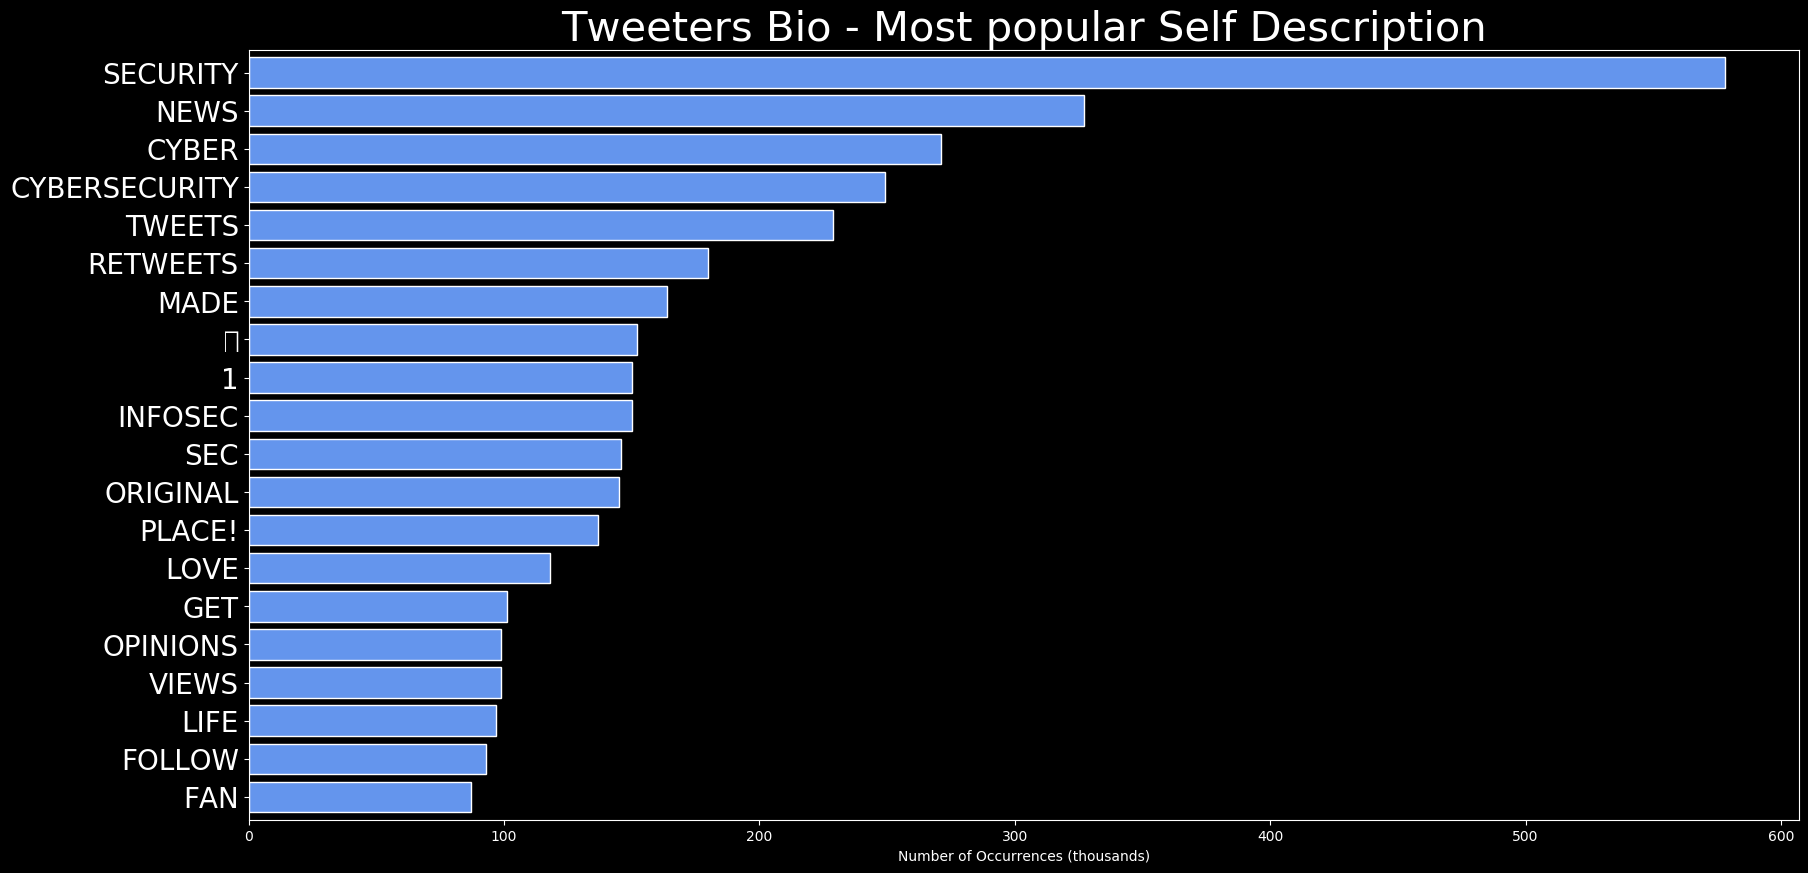 Tweeters Bio - Most popular Self Description
SECURITY
NEWS
CYBER
CYBERSECURITY
TWEETS
RETWEETS
MADE
1
INFOSEC
SEC
ORIGINAL
PLACE!
LOVE
GET
OPINIONS
VIEWS
LIFE
FOLLOW
FAN
0 100 200 300 400 500 600
Number of Occurrences (thousands)